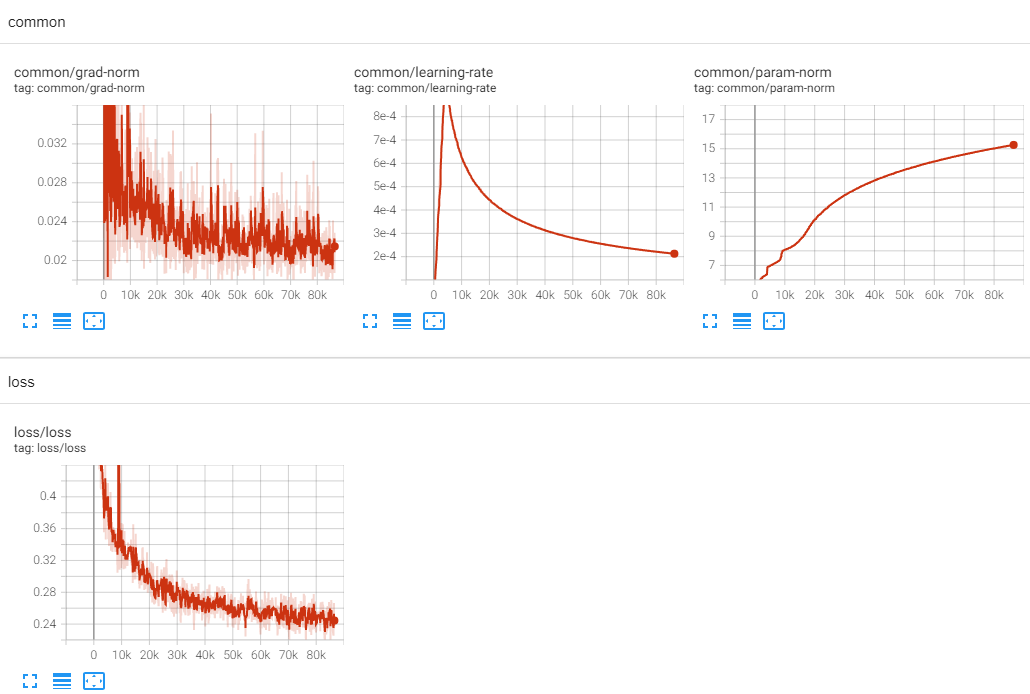 common
common/grad-norm
tag: common/grad-norm
0.032
0.028
0.024
0.02
0 10k 20k 30k 40k 50k 60k 70k 80k
common/learning-rate
tag: common/learning-rate
8e-4
7e-4
6e-4
5e-4
4e-4
3e-4
2e-4
0 10k 20k 30k 40k 50k 60k 70k 80k
common/param-norm
tag: common/param-norm
17
15
13
11
9
7
0 10k 20k 30k 40k 50k 60k 70k 80k
loss
loss/loss
tag: loss/loss
0.4
0.36
0.32
0.28
0.24
0 10k 20k 30k 40k 50k 60k 70k 80k